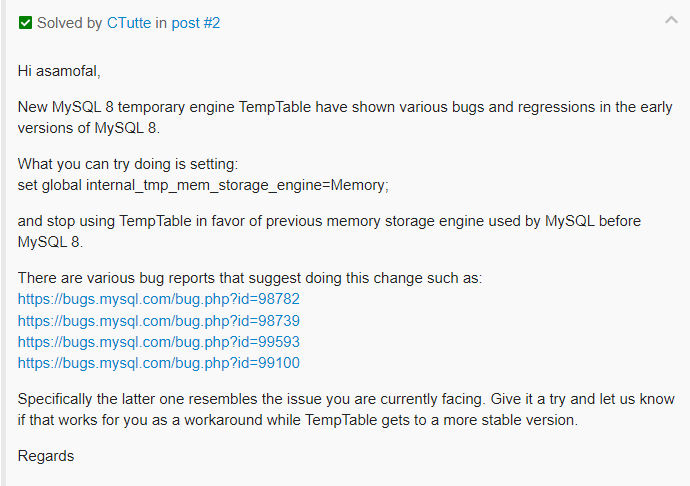 Solved by CTutte in post #2
Hi asamofal,
New MySQL 8 temporary engine TempTable have shown various bugs and regressions in the early
versions of MySQL 8.
What you can try doing is setting:
set global internal_tmp_mem_storage_engine=Memory;
and stop using TempTable in favor of previous memory storage engine used by MySQL before
MySQL 8.
There are various bug reports that suggest doing this change such as:
https://bugs.mysql.com/bug.php?id=98782
https://bugs.mysql.com/bug.php?id=98739
https://bugs.mysql.com/bug.php?id=99593
https://bugs.mysql.com/bug.php?id=99100
Specifically the latter one resembles the issue you are currently facing. Give it a try and let us know
if that works for you as a workaround while TempTable gets to a more stable version.
Regards